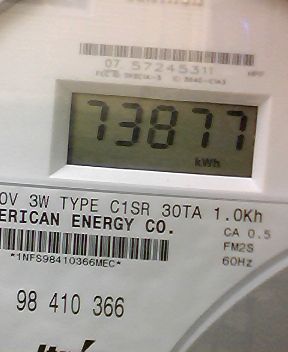 07 57245311
73877
kWh
0V 3W TYPE C1SR 30TA 1.0Kh
ERICAN ENERGY CO.
CA 0.5
FM2S
*1NFS98410366MEC*
60Hz
98 410 366